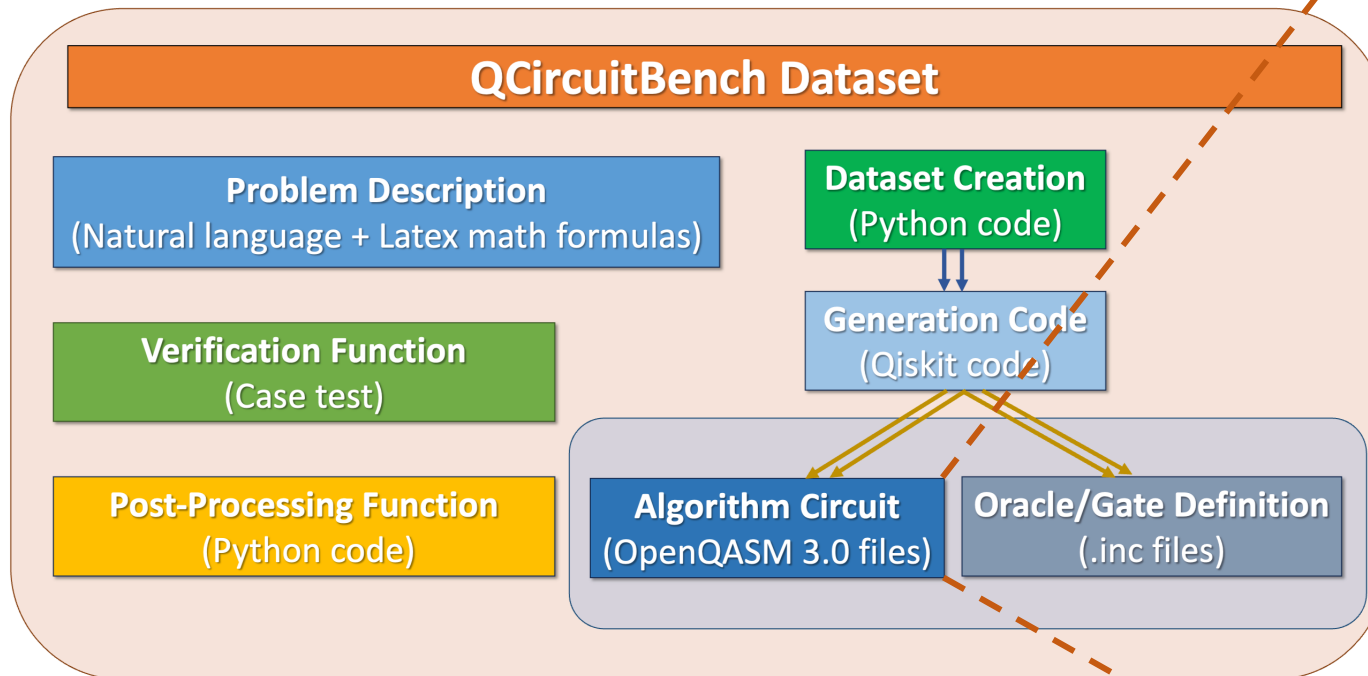 QCircuitBench Dataset
Problem Description
(Natural language + Latex math formulas)
Dataset Creation
(Python code)
Generation Code
(Qiskit code)
Verification Function
(Case test)
Post-Processing Function
(Python code)
Algorithm Circuit
(OpenQASM 3.0 files)
Oracle/Gate Definition
(.inc files)